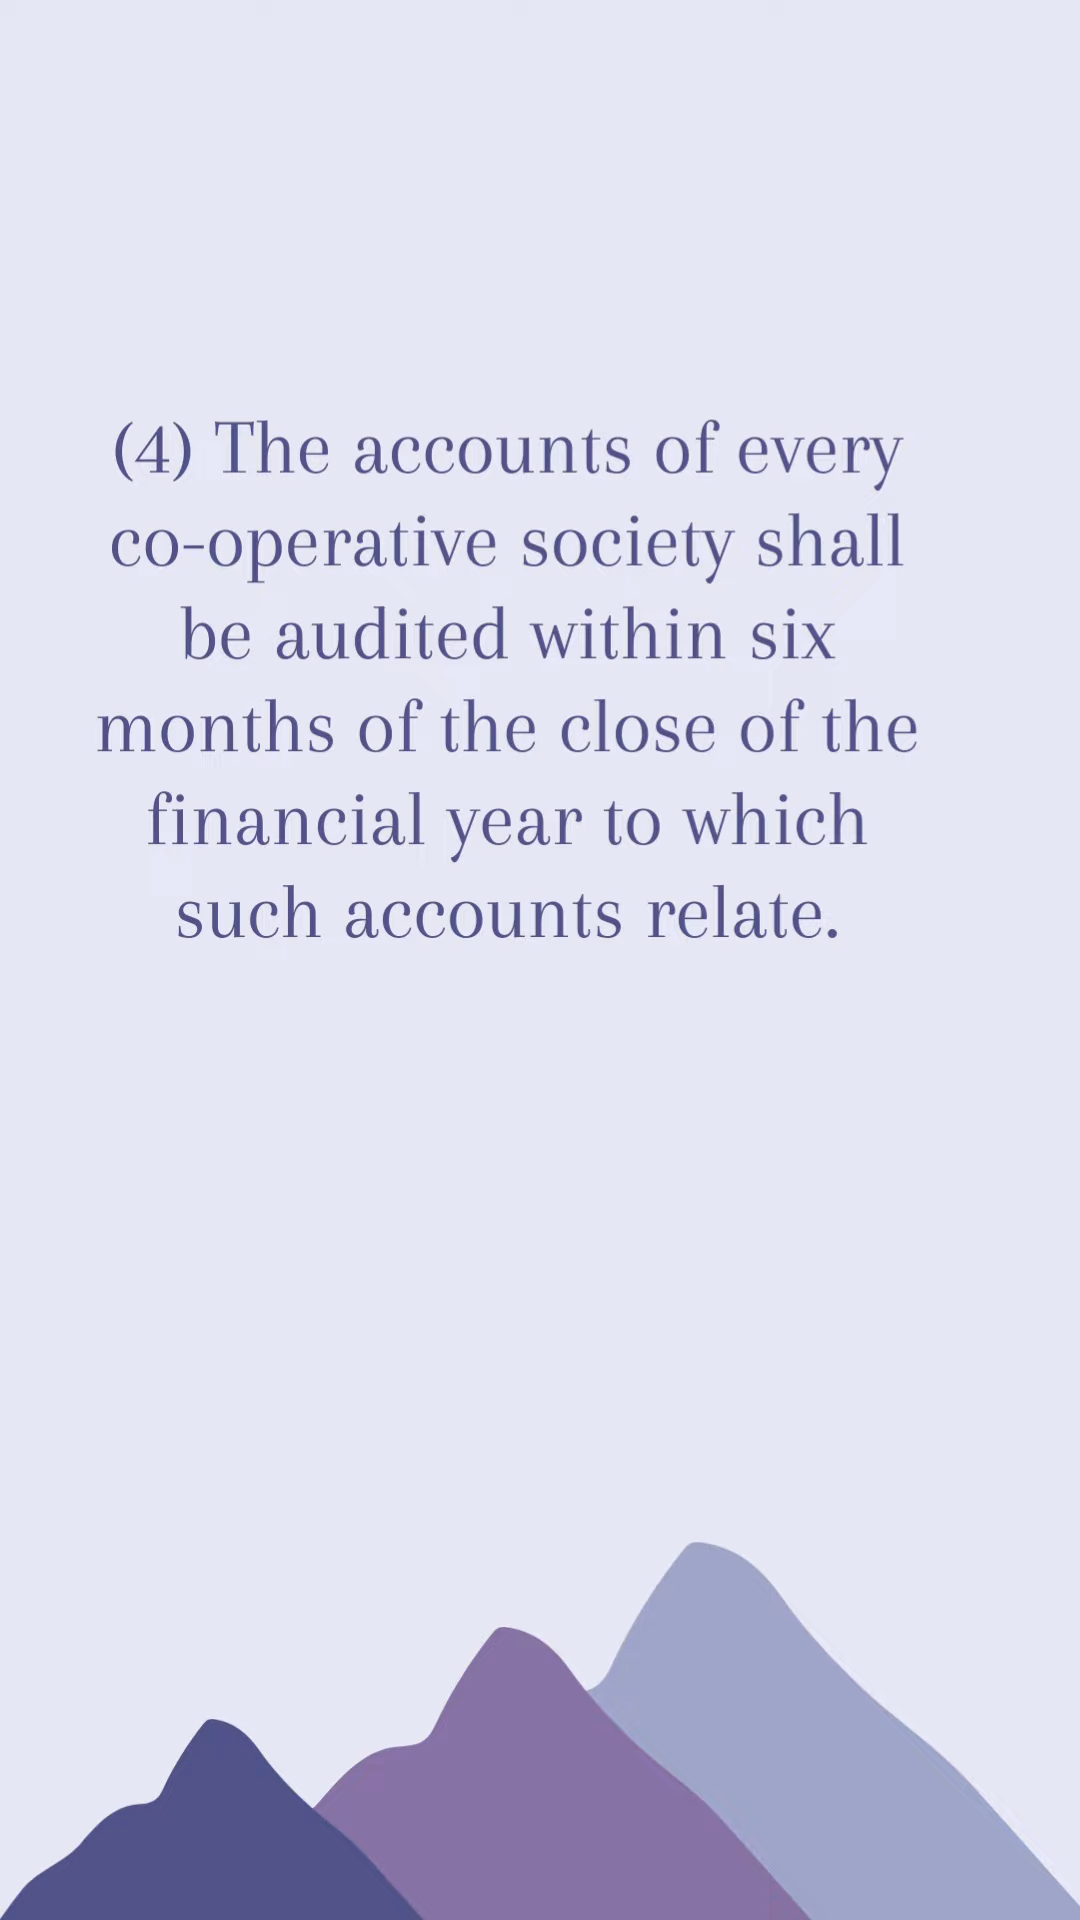 (4) The accounts of every
co-operative society shall
be audited within six
months of the close of the
financial year to which
such accounts relate.